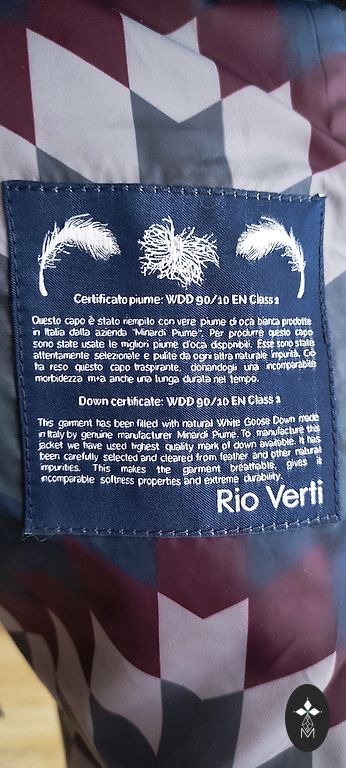 Certificato piume: WDD 90/10 EN Class 1
Questo capo è stato riempito con vere piume di oca bianca prodotte
in Italia dalla azienda "Minardi Piume". Per produrre questo capo
sono state usate le migliori piume d'oca disponibili. Esse sono state
attentamente selezionate e pulite da ogni altra naturale impurità. Ciò
ha reso questo capo traspirante, donandogli una incomparabile
morbidezza ma anche una lunga durata nel tempo.
Down certificate: WDD 90/10 EN Class 1
This garment has been filled with natural White Goose Down made
in Italy by genuine manufacturer Minardi Piume. To manufacture this
jacket we have used highest quality mark of down available. It has
been carefully selected and cleared from feather and other natural
impurities. This makes the garment breathable, gives it
incomparable softness properties and extreme durability.
Rio Verti
M